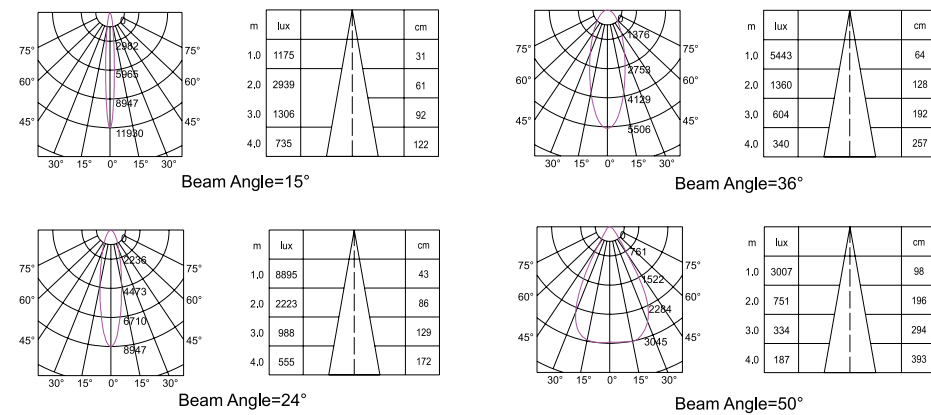 m lux cm
2982
75° 75° 1.0 1175 31
5965
60° 60° 2,0 2939 61
8947
45° 45° 3.0 1306 92
11930
4,0 735 122
30° 15° 0° 15° 30°
Beam Angle=15°
m lux cm
1376
75° 75° 1.0 5443 64
2753
60° 60° 2,0 1360 128
4129
45° 45° 3.0 604 192
5506
4,0 340 257
30° 15° 0° 15° 30°
Beam Angle=36°
m lux cm
2236
75° 75° 1,0 8895 43
4473
60° 60° 2.0 2223 86
6710
45° 45° 3.0 988 129
8947
4.0 555 172
30° 15° 0° 15° 30°
Beam Angle=24°
m lux cm
761
75° 75° 1,0 3007 98
1522
60° 60° 2,0 751 196
2284
45° 45° 3.0 334 294
3045
4,0 187 393
30° 15° 0° 15° 30°
Beam Angle=50°